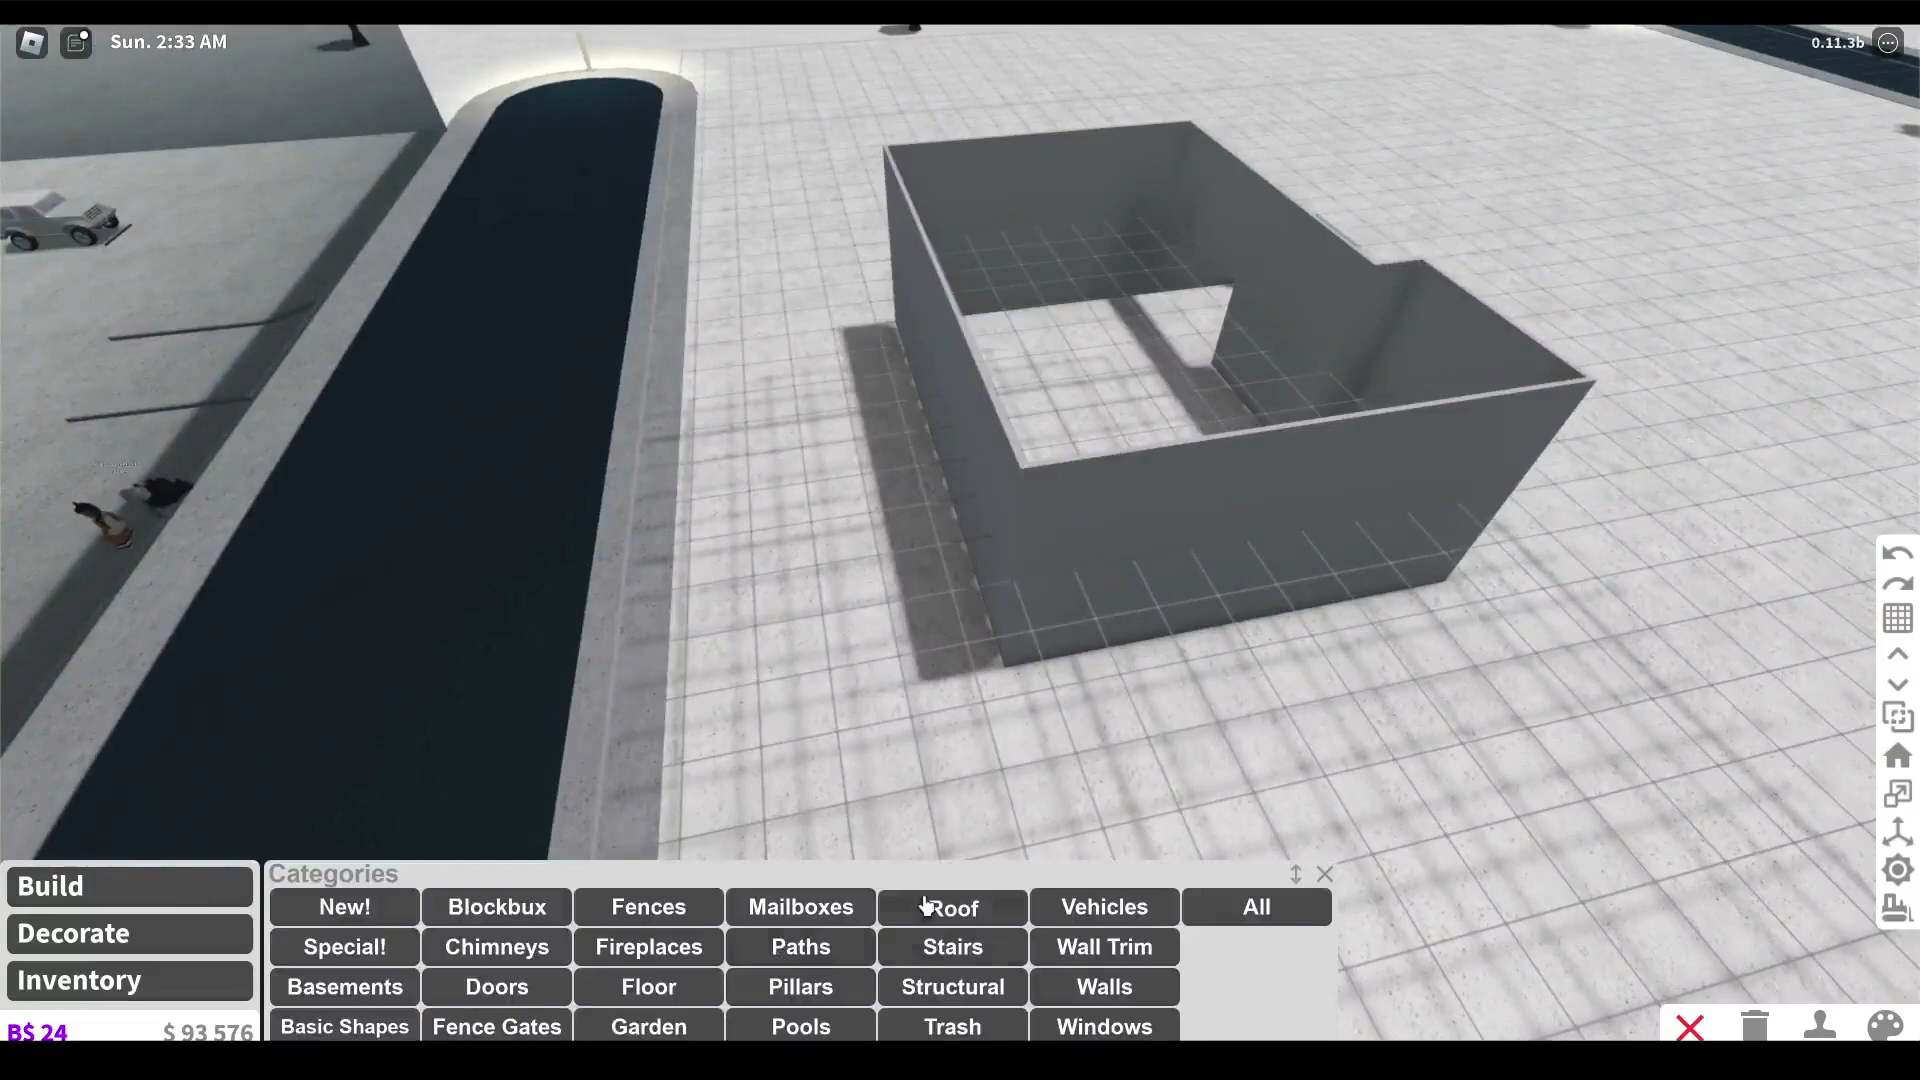 Sun. 2:33 AM
0.11.3b
Build
Decorate
Inventory
B$ 24
$ 93 576
Categories
New!
Blockbux
Fences
Mailboxes
Roof
Vehicles
All
Special!
Chimneys
Fireplaces
Paths
Stairs
Wall Trim
Basements
Doors
Floor
Pillars
Structural
Walls
Basic Shapes
Fence Gates
Garden
Pools
Trash
Windows